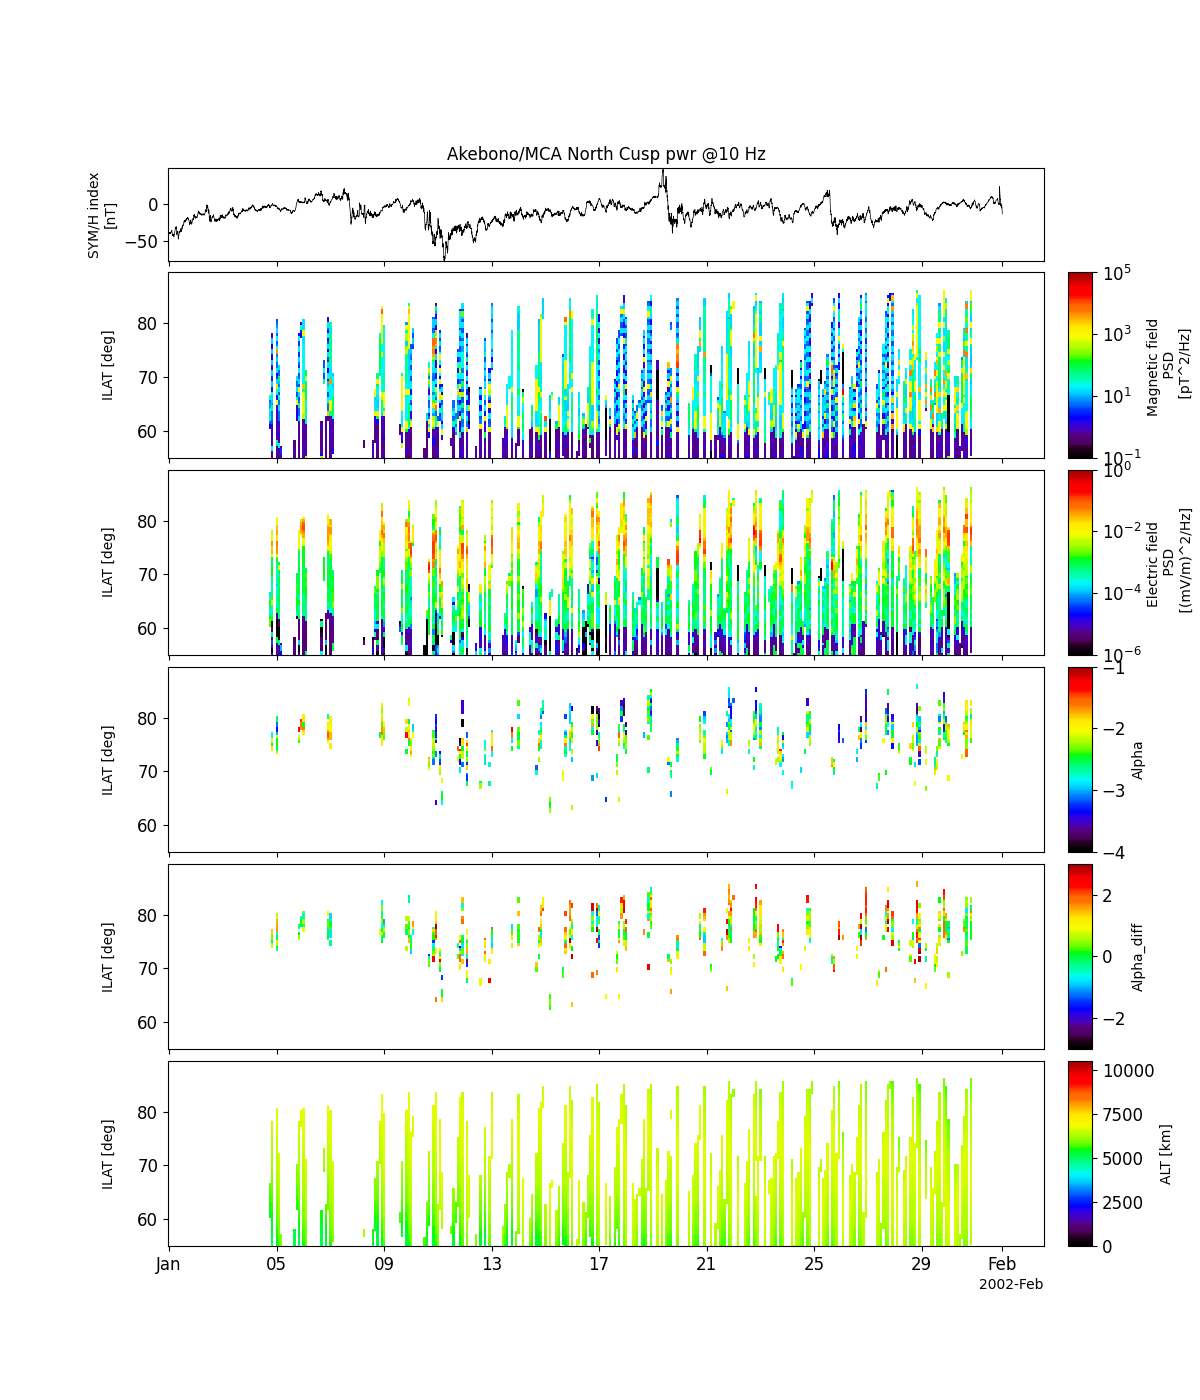 Akebono/MCA North Cusp pwr @10 Hz
SYM/H index
[nT]
0
−50
ILAT [deg]
80
70
60
10^5
10^3
10^1
10^−1
Magnetic field
PSD
[pT^2/Hz]
ILAT [deg]
80
70
60
10^0
10^−2
10^−4
10^−6
Electric field
PSD
[(mV/m)^2/Hz]
ILAT [deg]
80
70
60
−1
−2
−3
−4
Alpha
ILAT [deg]
80
70
60
2
0
−2
Alpha_diff
ILAT [deg]
80
70
60
10000
7500
5000
2500
0
ALT [km]
Jan 05 09 13 17 21 25 29 Feb
2002-Feb